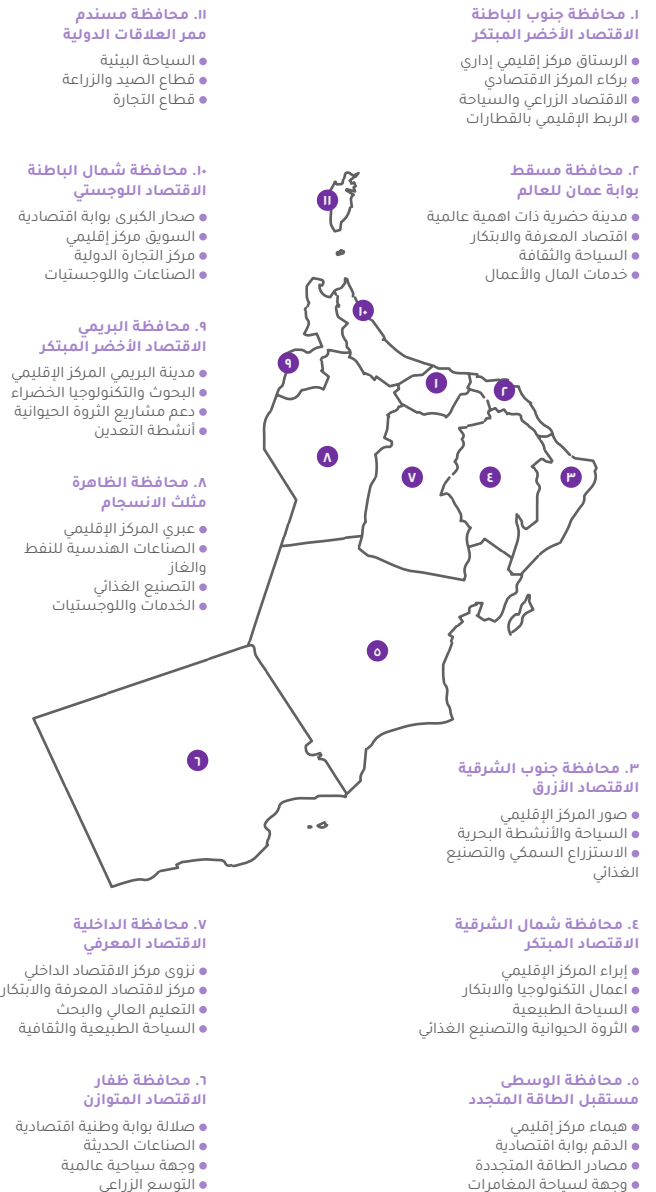 ١. محافظة جنوب الباطنة
الاقتصاد الأخضر المبتكر
● الرستاق مركز إقليمي إداري
● بركاء المركز الاقتصادي
● الاقتصاد الزراعي والسياحة
● الربط الإقليمي بالقطارات
٢. محافظة مسقط
بوابة عمان للعالم
● مدينة حضرية ذات اهمية عالمية
● اقتصاد المعرفة والابتكار
● السياحة والثقافة
● خدمات المال والأعمال
١١. محافظة مسندم
ممر العلاقات الدولية
● السياحة البيئية
● قطاع الصيد والزراعة
● قطاع التجارة
١٠. محافظة شمال الباطنة
الاقتصاد اللوجستي
● صحار الكبرى بوابة اقتصادية
● السويق مركز إقليمي
● مركز التجارة الدولية
● الصناعات واللوجستيات
٩. محافظة البريمي
الاقتصاد الأخضر المبتكر
● مدينة البريمي المركز الإقليمي
● البحوث والتكنولوجيا الخضراء
● دعم مشاريع الثروة الحيوانية
● أنشطة التعدين
٨. محافظة الظاهرة
مثلث الانسجام
● عبري المركز الإقليمي
● الصناعات الهندسية للنفط
والغاز
● التصنيع الغذائي
● الخدمات واللوجستيات
١١
١٠
٩
١
٢
٨
٧
٤
٣
٥
٦
٣. محافظة جنوب الشرقية
الاقتصاد الأزرق
● صور المركز الإقليمي
● السياحة والأنشطة البحرية
● الاستزراع السمكي والتصنيع
الغذائي
٤. محافظة شمال الشرقية
الاقتصاد المبتكر
● إبراء المركز الإقليمي
● اعمال التكنولوجيا والابتكار
● السياحة الطبيعية
● الثروة الحيوانية والتصنيع الغذائي
٥. محافظة الوسطى
مستقبل الطاقة المتجدد
● هيماء مركز إقليمي
● الدقم بوابة اقتصادية
● مصادر الطاقة المتجددة
● وجهة لسياحة المغامرات
٧. محافظة الداخلية
الاقتصاد المعرفي
● نزوى مركز الاقتصاد الداخلي
● مركز لاقتصاد المعرفة والابتكار
● التعليم العالي والبحث
● السياحة الطبيعية والثقافية
٦. محافظة ظفار
الاقتصاد المتوازن
● صلالة بوابة وطنية اقتصادية
● الصناعات الحديثة
● وجهة سياحية عالمية
● التوسع الزراعي